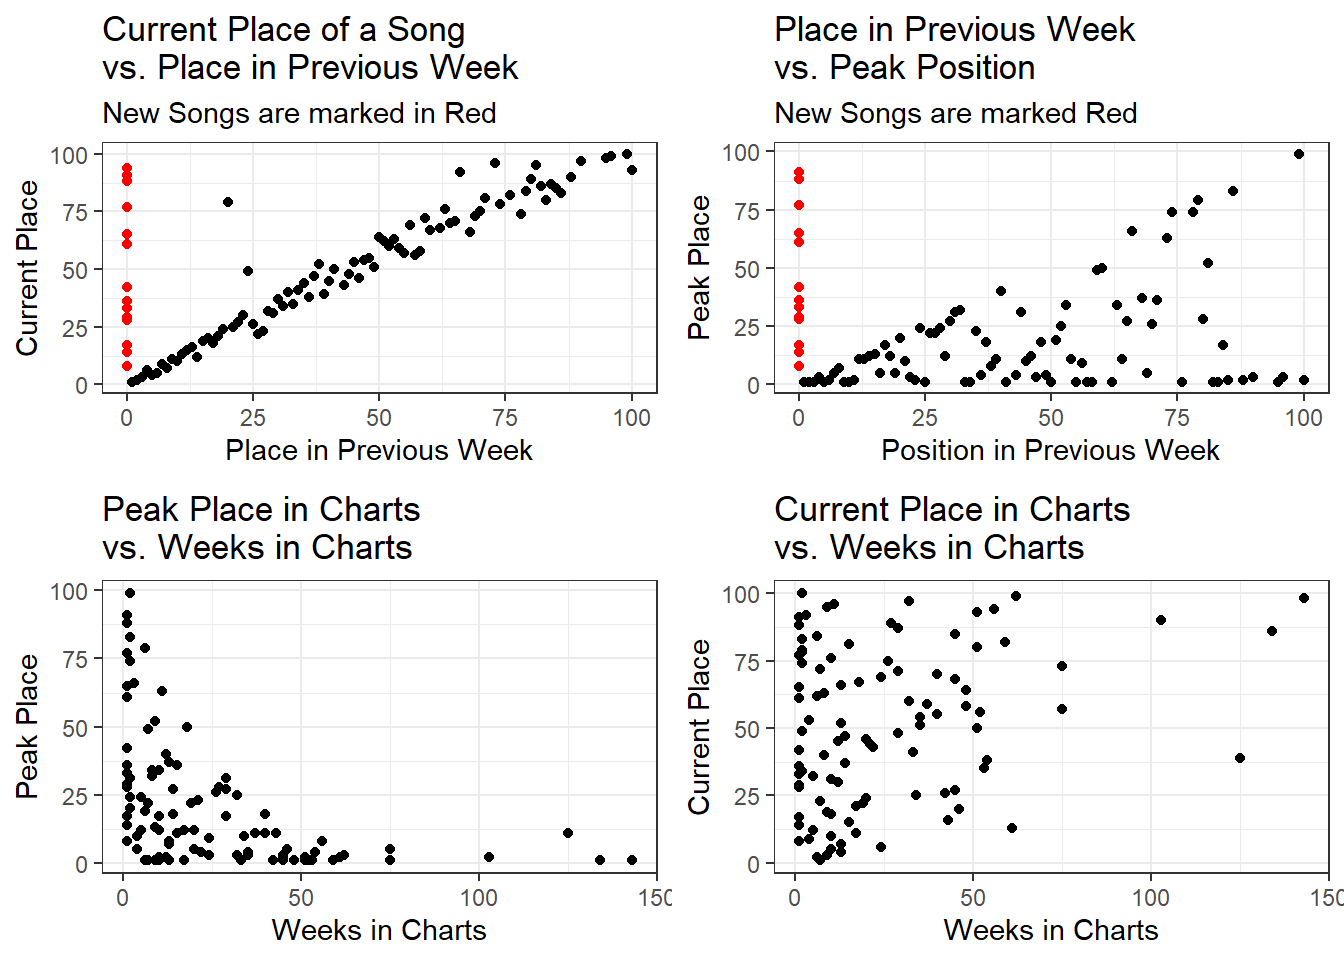 Current Place of a Song
vs. Place in Previous Week
New Songs are marked in Red
100
75
50
25
0
Current Place
0 25 50 75 100
Place in Previous Week
Place in Previous Week
vs. Peak Position
New Songs are marked Red
100
75
50
25
0
Peak Place
0 25 50 75 100
Position in Previous Week
Peak Place in Charts
vs. Weeks in Charts
100
75
50
25
0
Peak Place
0 50 100 150
Weeks in Charts
Current Place in Charts
vs. Weeks in Charts
100
75
50
25
0
Current Place
0 50 100 150
Weeks in Charts